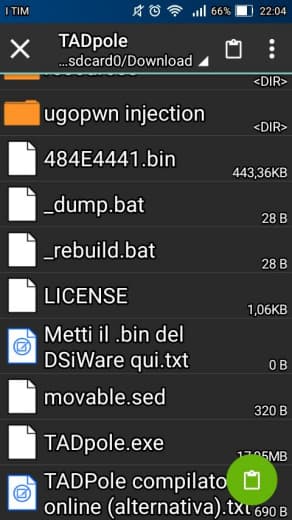 I TIM 66% 22:04
TADpole
...sdcard0/Download
<DIR>
ugopwn injection
<DIR>
484E4441.bin
443,36KB
_dump.bat
28 B
_rebuild.bat
28 B
LICENSE
1,06KB
Metti il .bin del
DSiWare qui.txt
0 B
movable.sed
320 B
TADpole.exe
TADPole compilato
online (alternativa).txt
690 B